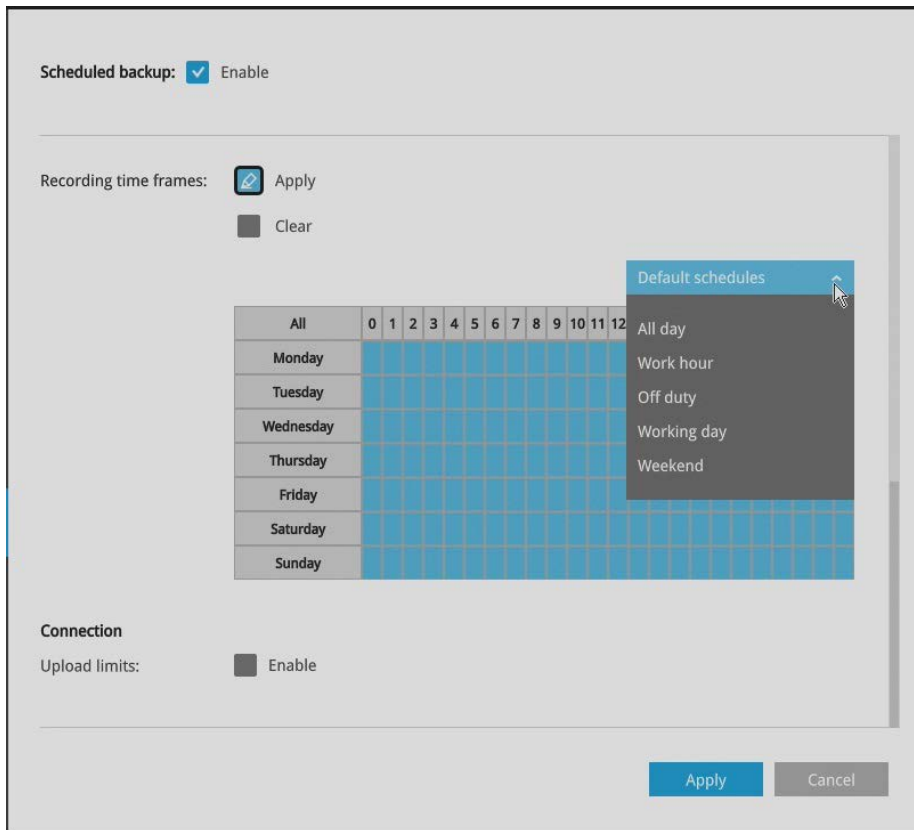 Scheduled backup: Enable
Recording time frames: Apply
Clear
Default schedules
All day
Work hour
Off duty
Working day
Weekend
All 0 1 2 3 4 5 6 7 8 9 10 11 12
Monday
Tuesday
Wednesday
Thursday
Friday
Saturday
Sunday
Connection
Upload limits: Enable
Apply Cancel